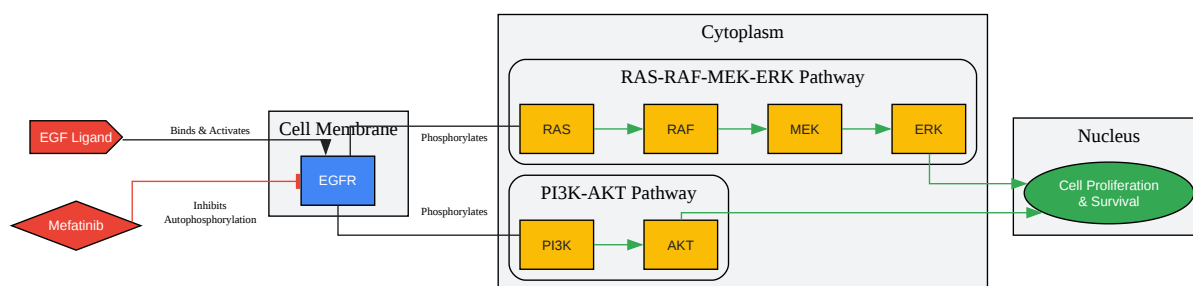 Cytoplasm
RAS-RAF-MEK-ERK Pathway
EGF Ligand
Binds & Activates
Cell Membrane
Phosphorylates
RAS
RAF
MEK
ERK
Nucleus
EGFR
Cell Proliferation
& Survival
Mefatinib
Inhibits
Autophosphorylation
Phosphorylates
PI3K-AKT Pathway
PI3K
AKT